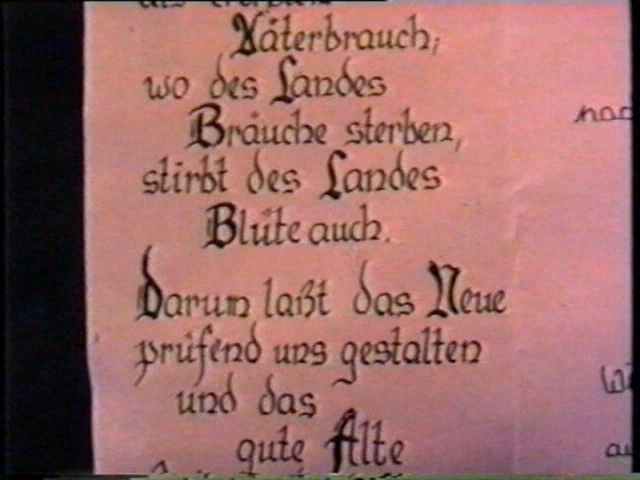 Väterbrauch;
wo des Landes
Bräuche sterben,
stirbt des Landes
Blüte auch.
Darum laßt das Neue
prüfend uns gestalten
und das
gute Alte